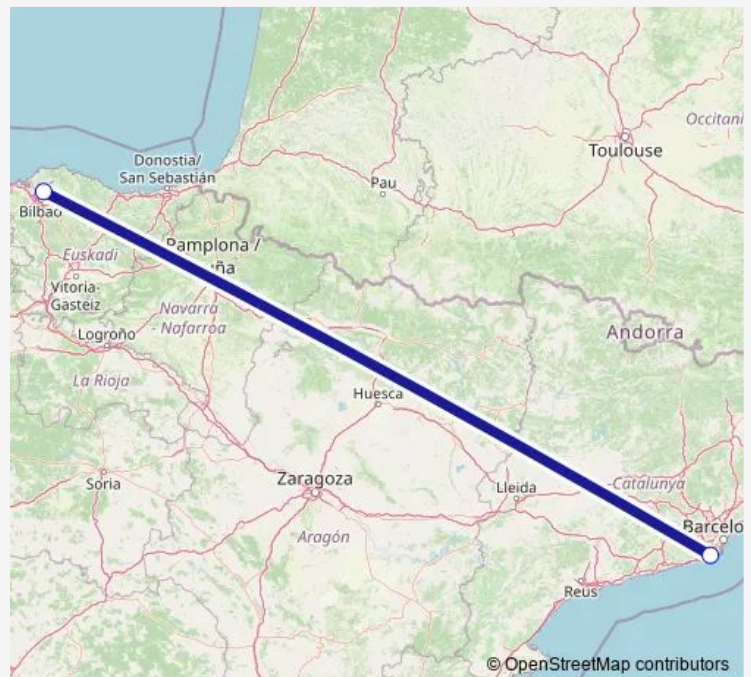 Occitani
Toulouse
Donostia/
San Sebastián
Pau
Bilbao
Pamplona /
uña
Euskadi
Vitoria-
Gasteiz
Navarra
- Nafarroa
Logroño
Andorra
La Rioja
Huesca
Soria
Zaragoza
Lleida
Catalunya
Barcelo
Aragón
Reus
© OpenStreetMap contributors